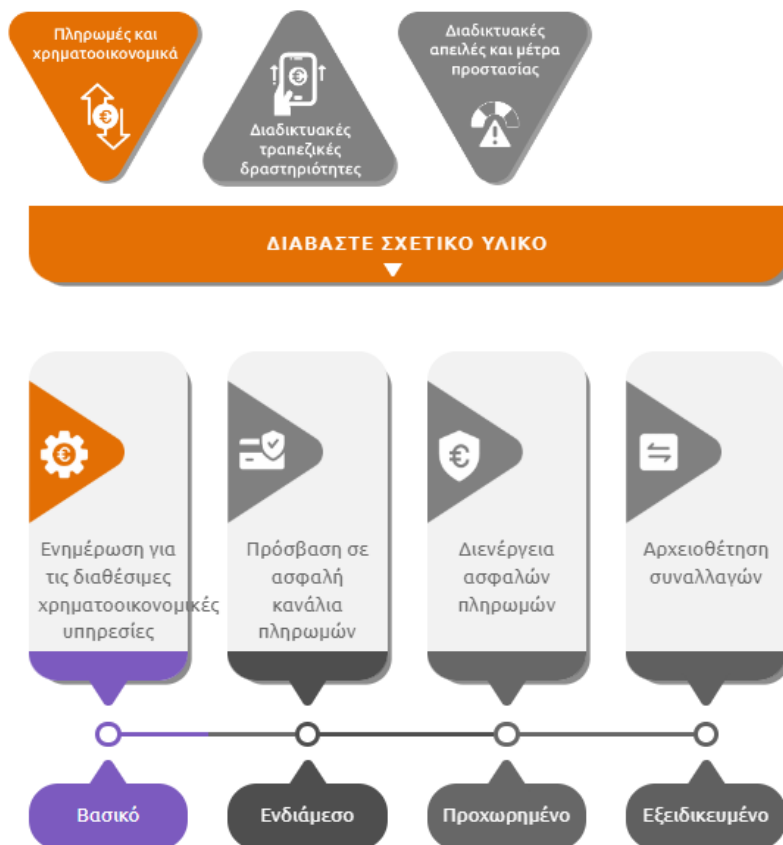 Πληρωμές και
χρηματοοικονομικά
Διαδικτυακές
τραπεζικές
δραστηριότητες
Διαδικτυακές
απειλές και μέτρα
προστασίας
ΔΙΑΒΑΣΤΕ ΣΧΕΤΙΚΟ ΥΛΙΚΟ
Ενημέρωση για
τις διαθέσιμες
χρηματοοικονομικές
υπηρεσίες
Πρόσβαση σε
ασφαλή
κανάλια
πληρωμών
Διενέργεια
ασφαλών
πληρωμών
Αρχειοθέτηση
συναλλαγών
Βασικό
Ενδιάμεσο
Προχωρημένο
Εξειδικευμένο